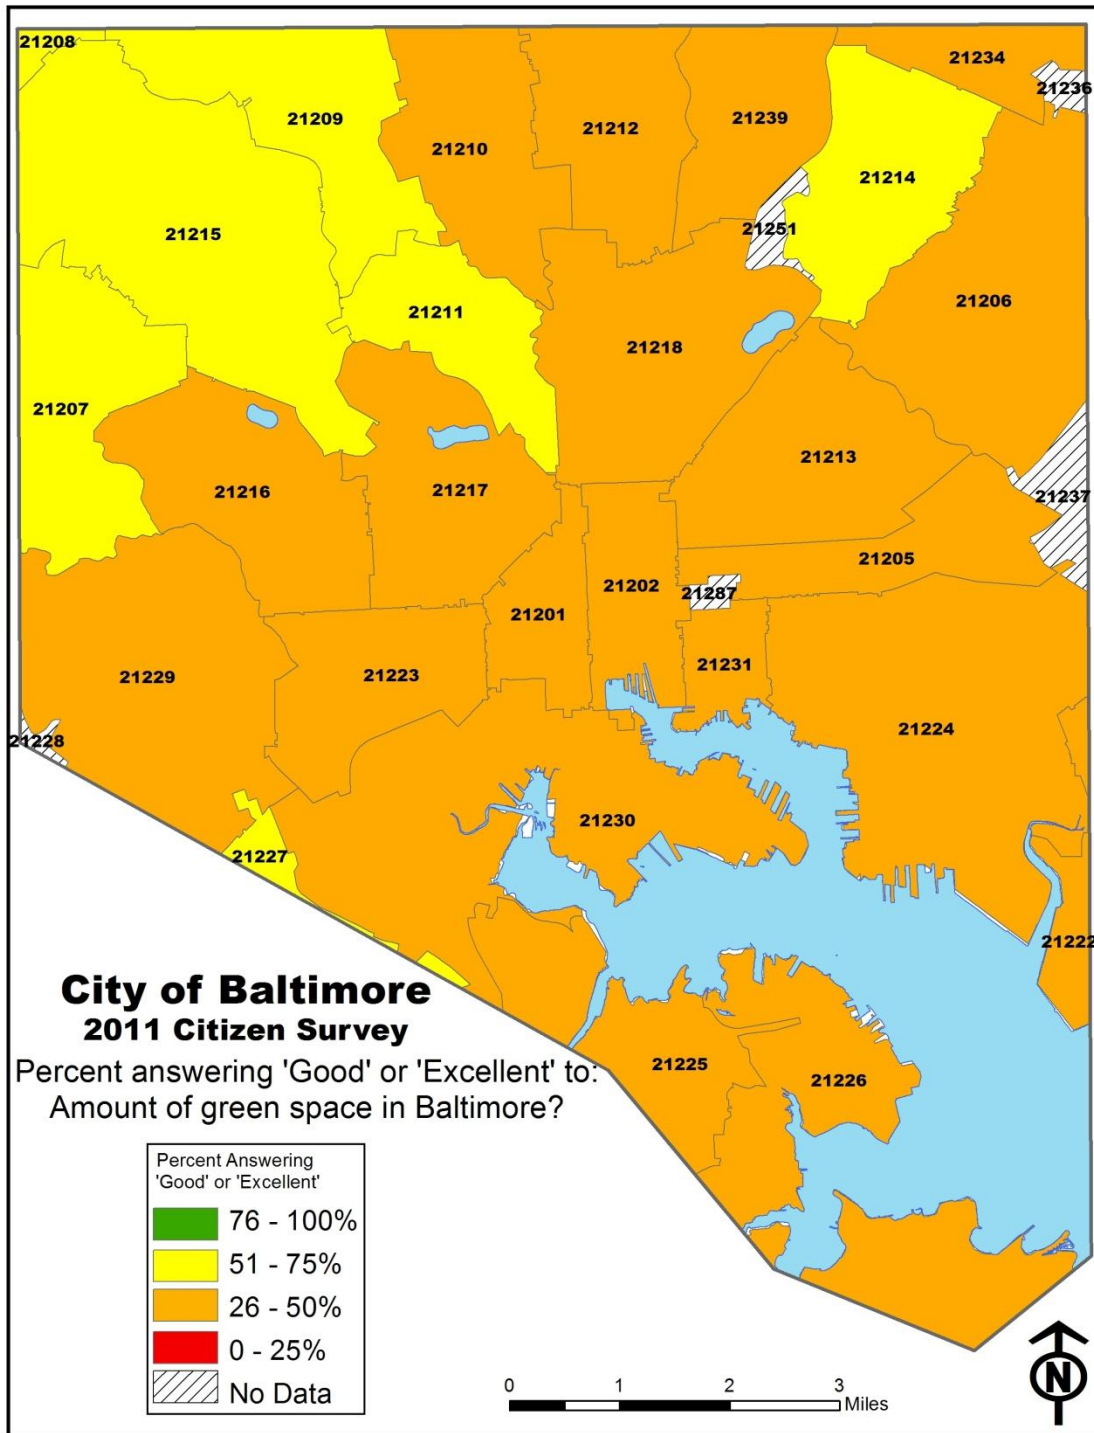 21208
21234
21236
21209
21239
21212
21210
21214
21251
21215
21206
21211
21218
21207
21213
21216
21217
21237
21205
21202
21287
21201
21231
21223
21229
21224
21228
21230
21227
21222
City of Baltimore
2011 Citizen Survey
Percent answering 'Good' or 'Excellent' to:
Amount of green space in Baltimore?
21225
21226
Percent Answering
'Good' or 'Excellent'
76 - 100%
51 - 75%
26 - 50%
0 - 25%
No Data
0 1 2 3
Miles
N